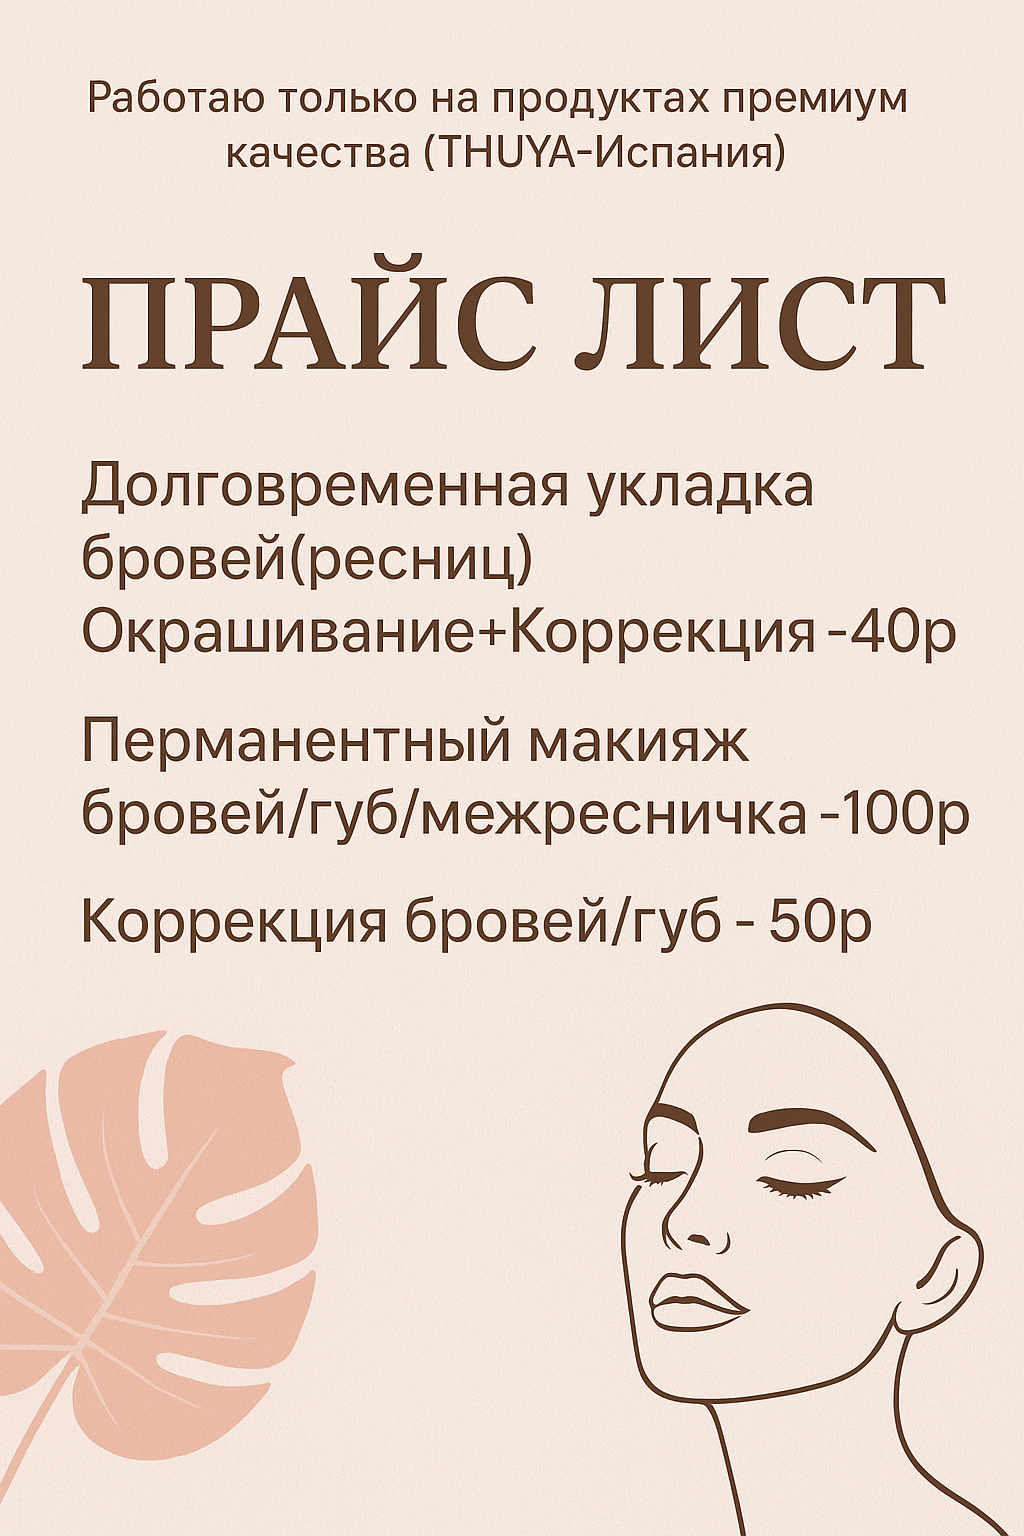 Работаю только на продуктах премиум
качества (THUYA-Испания)
ПРАЙС ЛИСТ
Долговременная укладка
бровей(ресниц)
Окрашивание+Коррекция -40р
Перманентный макияж
бровей/губ/межресничка -100р
Коррекция бровей/губ - 50р